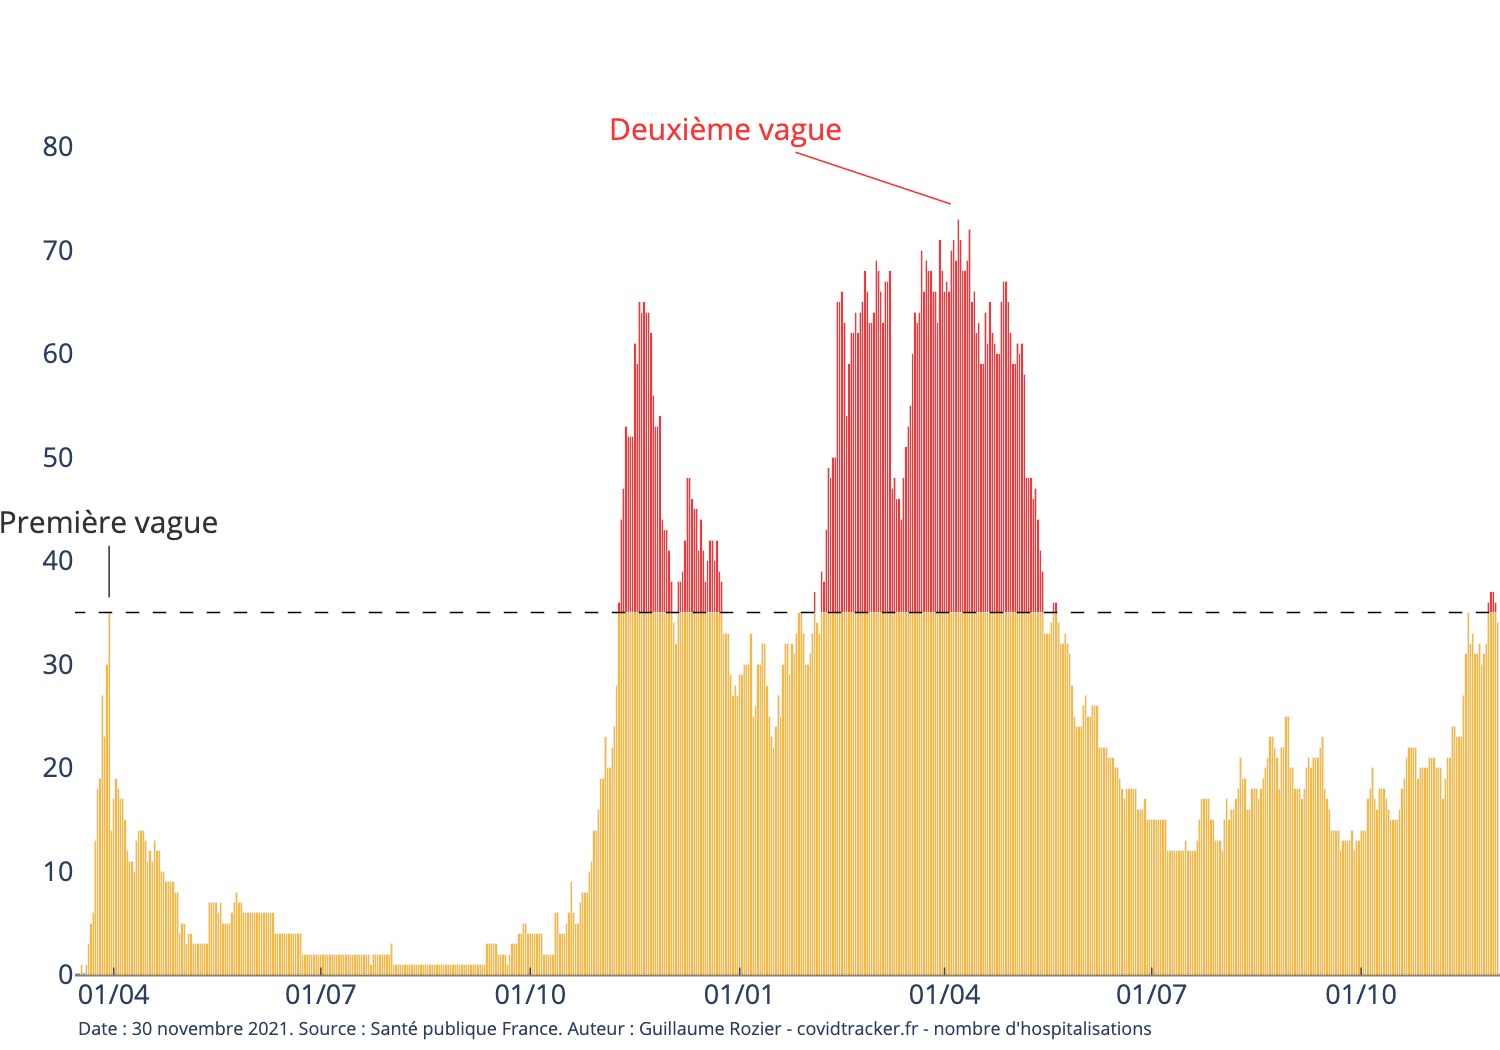 Deuxième vague
80
70
60
50
Première vague
40
30
20
10
0
01/04 01/07 01/10 01/01 01/04 01/07 01/10
Date : 30 novembre 2021. Source : Santé publique France. Auteur : Guillaume Rozier - covidtracker.fr - nombre d'hospitalisations